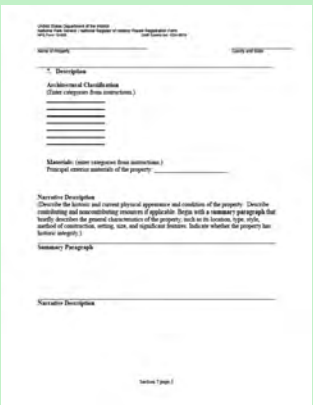 United States Department of the Interior
National Park Service / National Register of Historic Places Registration Form
NPS Form 10-900
Name of Property
County and State
7. Description
Architectural Classification
(Enter categories from instructions.)
Materials: (enter categories from instructions.)
Principal exterior materials of the property:
Narrative Description
(Describe the historic and current physical appearance and condition of the property. Describe
contributing and noncontributing resources if applicable. Begin with a summary paragraph that
briefly describes the general characteristics of the property, such as its location, type, style,
method of construction, setting, size, and significant features. Indicate whether the property has
historic integrity.)
Summary Paragraph
Narrative Description
Section 7 page